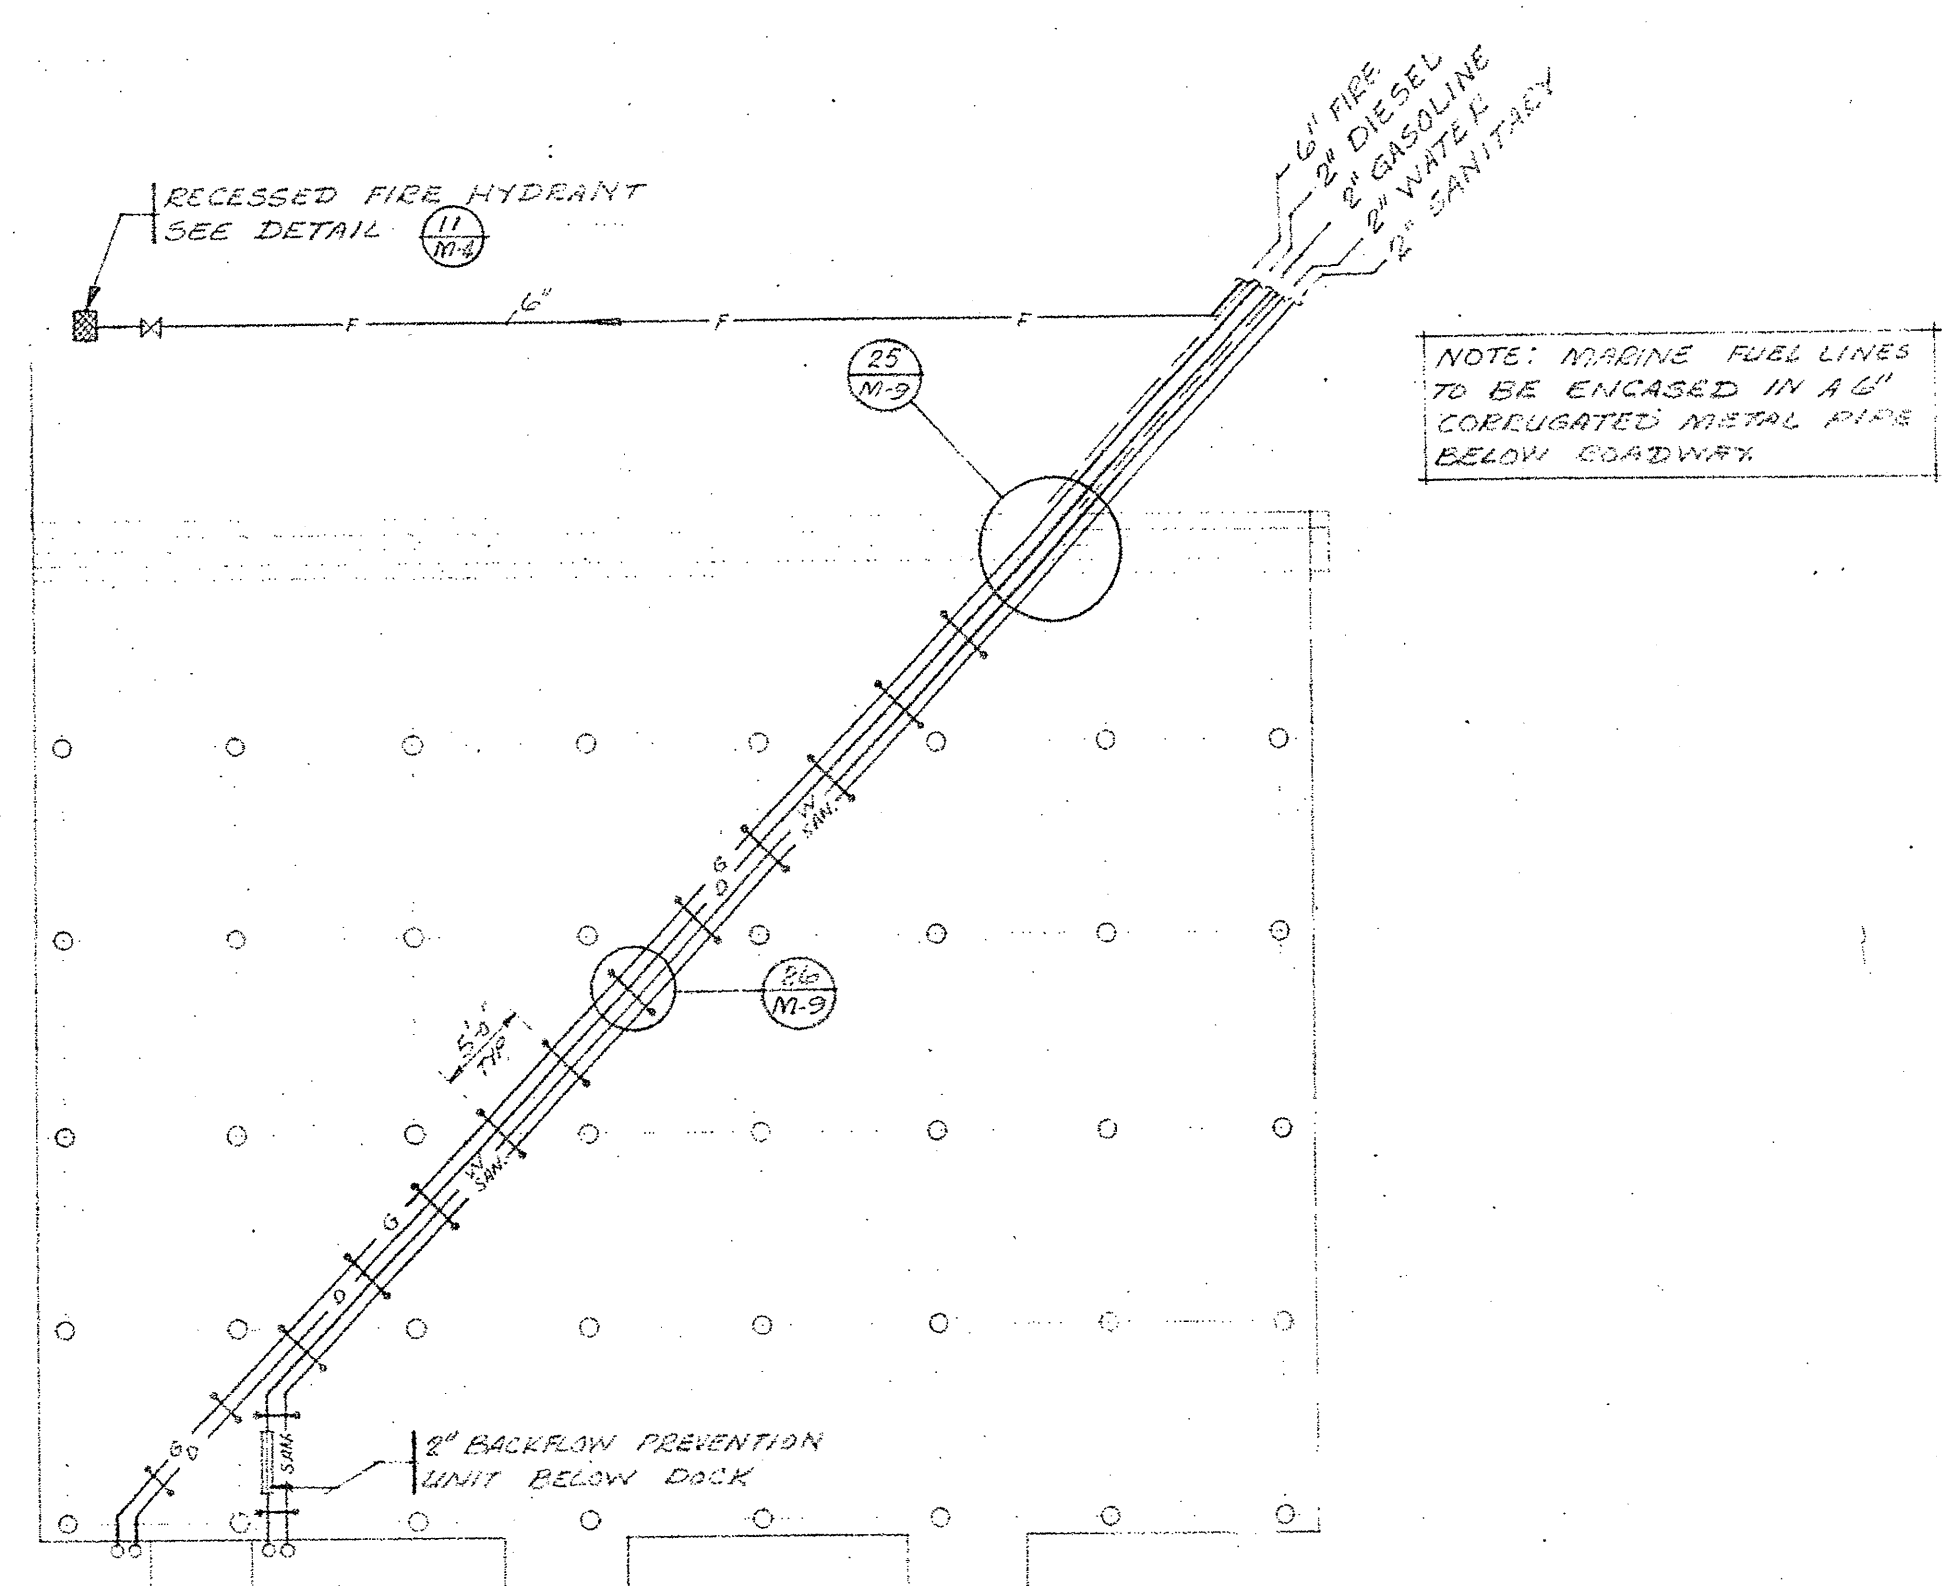 6" FIRE
2" DIESEL
2" GASOLINE
2" WATER
2" SANITARY
RECESSED FIRE HYDRANT
SEE DETAIL
11
M-4
6"
F
F
F
25
M-9
NOTE: MARINE FUEL LINES
TO BE ENCASED IN A 6"
CORRUGATED METAL PIPE
BELOW ROADWAY.
W
SAN.
G
D
26
M-9
5'0"
TYP.
W
SAN.
G
D
G D
SAN.
2" BACKFLOW PREVENTION
UNIT BELOW DOCK